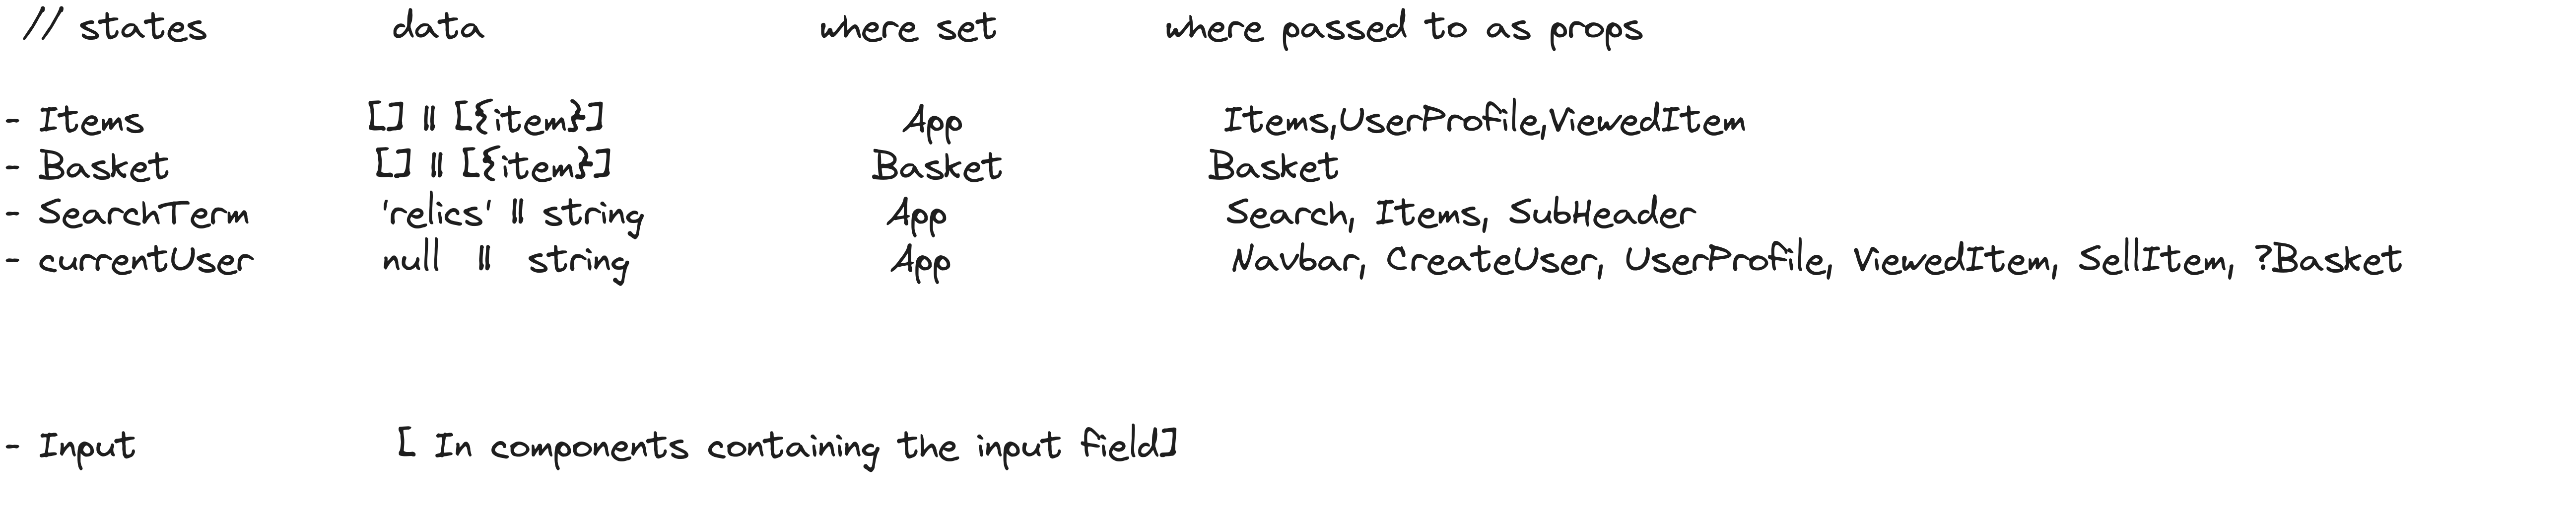 // states data where set where passed to as props
- Items [] || [{item}] App Items,UserProfile,ViewedItem
- Basket [] || [{item}] Basket Basket
- SearchTerm 'relics' || string App Search, Items, SubHeader
- currentUser null || string App Navbar, CreateUser, UserProfile, ViewedItem, SellItem, ?Basket
- Input [ In components containing the input field]